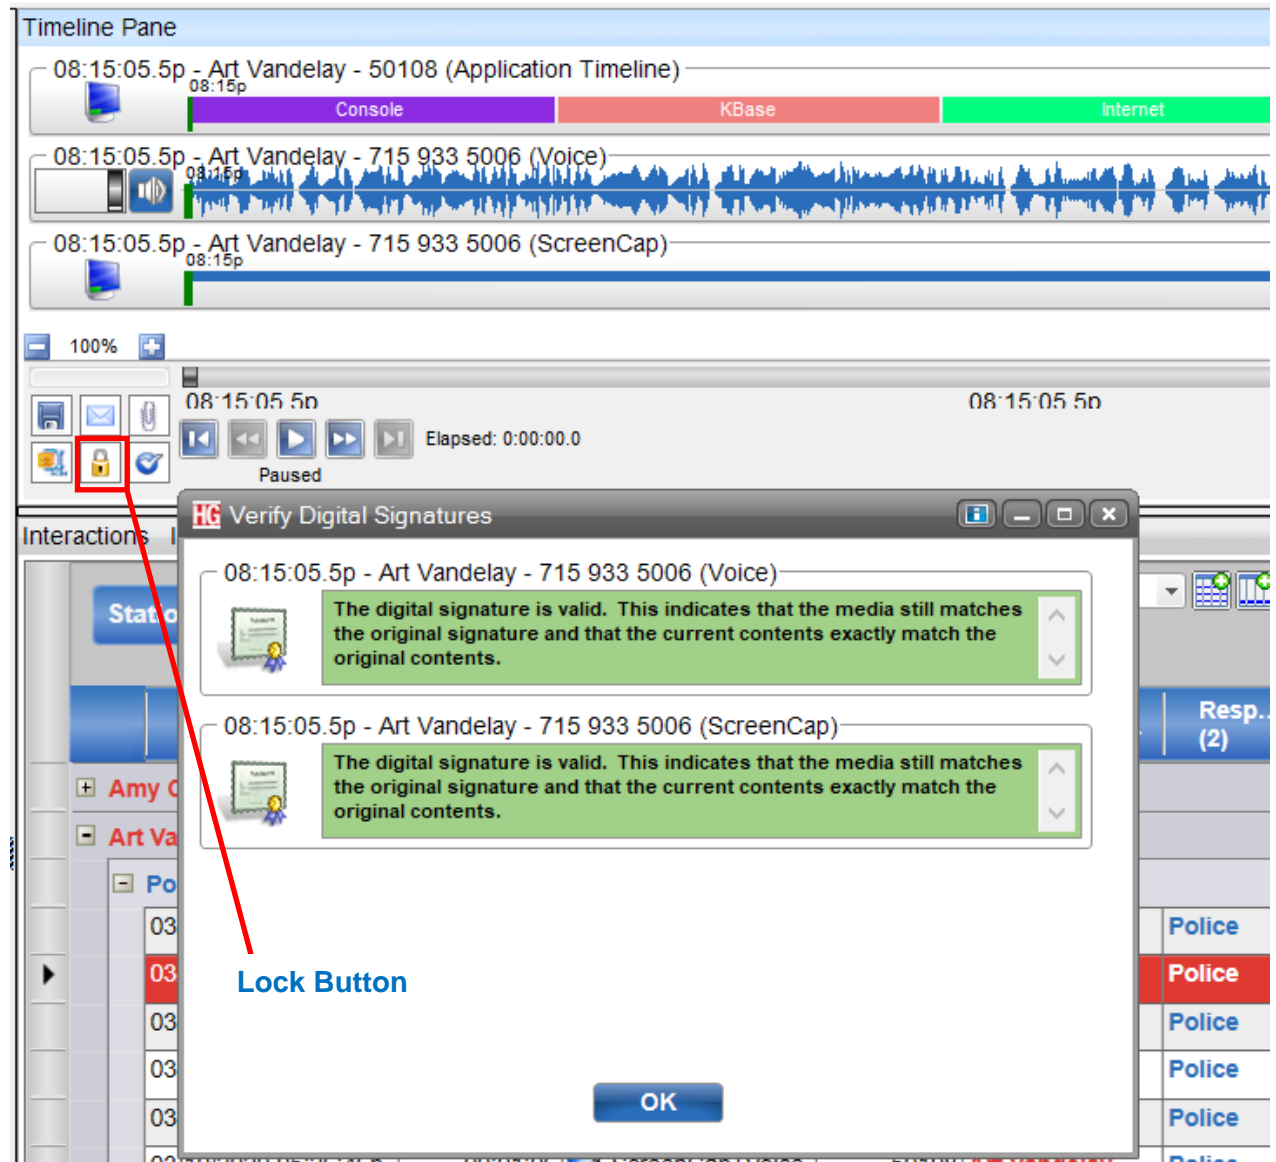 Timeline Pane
08:15:05.5p - Art Vandelay - 50108 (Application Timeline)
08:15p
Console KBase Internet
08:15:05.5p - Art Vandelay - 715 933 5006 (Voice)
08:15p
08:15:05.5p - Art Vandelay - 715 933 5006 (ScreenCap)
08:15p
100%
08:15:05.5p 08:15:05.5p
Elapsed: 0:00:00.0
Paused
HG Verify Digital Signatures
Interactions
08:15:05.5p - Art Vandelay - 715 933 5006 (Voice)
The digital signature is valid. This indicates that the media still matches
the original signature and that the current contents exactly match the
original contents.
Resp...
(2)
08:15:05.5p - Art Vandelay - 715 933 5006 (ScreenCap)
The digital signature is valid. This indicates that the media still matches
the original signature and that the current contents exactly match the
original contents.
Amy
Art Va
Po
03 Police
03 Police
Lock Button
03 Police
03 Police
03 Police
OK